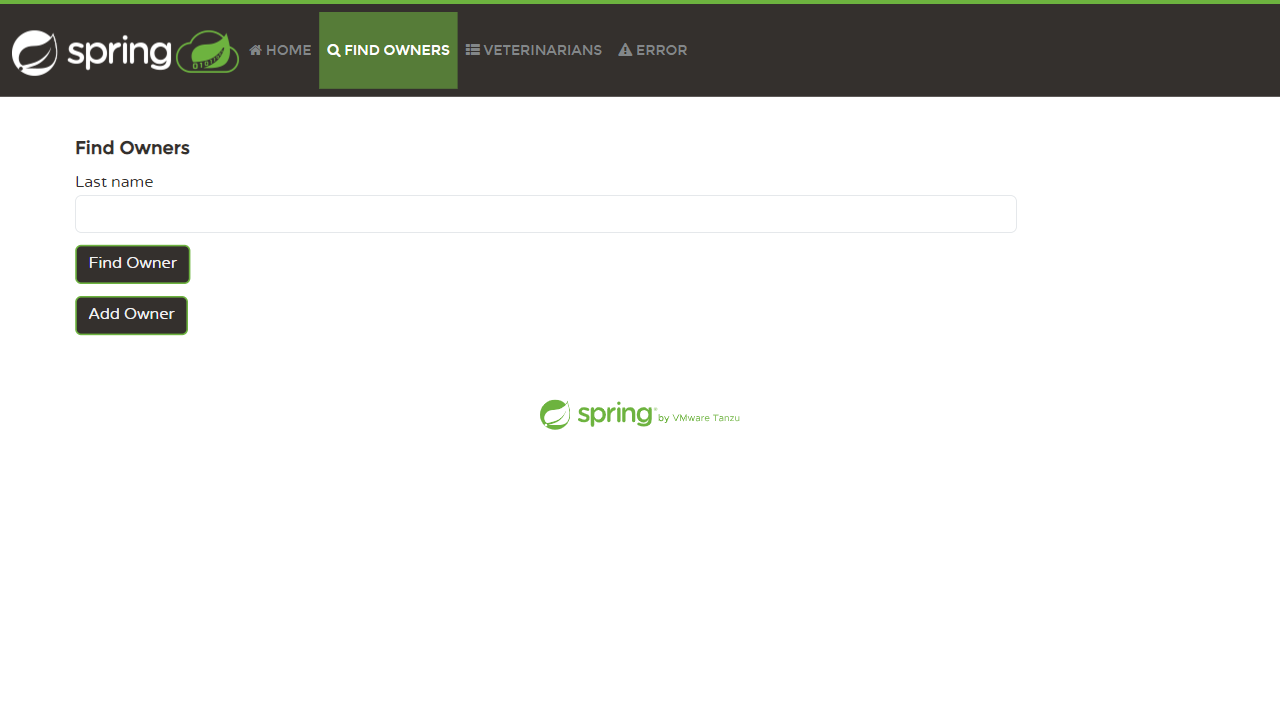 spring HOME FIND OWNERS VETERINARIANS ERROR
Find Owners
Last name
Find Owner
Add Owner
spring by VMware Tanzu